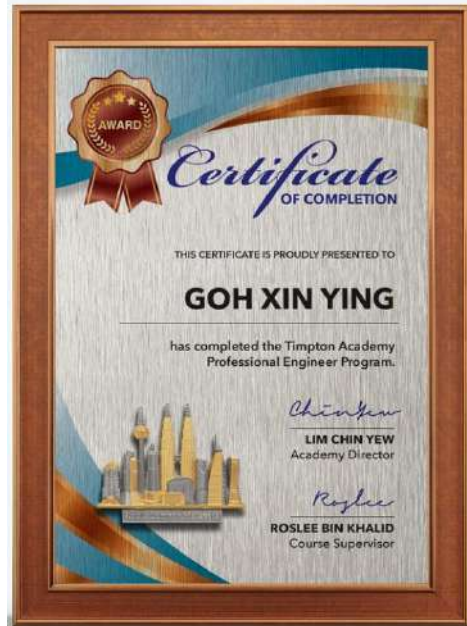 AWARD
Certificate
OF COMPLETION
THIS CERTIFICATE IS PROUDLY PRESENTED TO
GOH XIN YING
has completed the Timpton Academy
Professional Engineer Program.
ChinYew
LIM CHIN YEW
Academy Director
Roslee
ROSLEE BIN KHALID
Course Supervisor